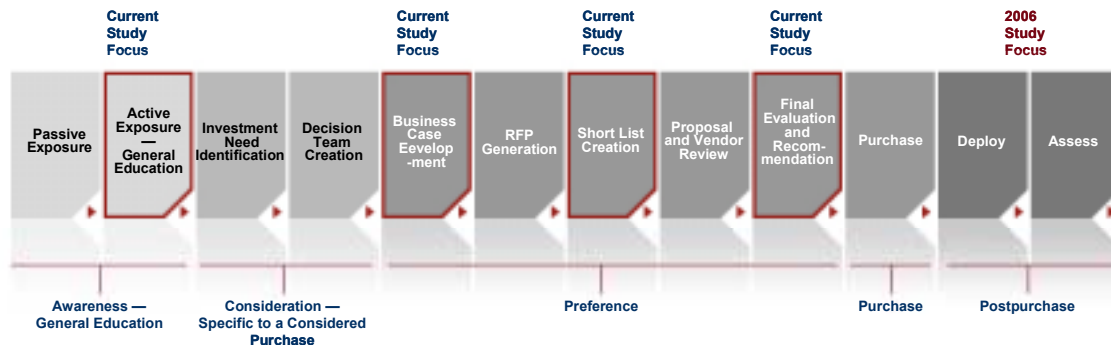 Current
Study
Focus
Current
Study
Focus
Current
Study
Focus
Current
Study
Focus
2006
Study
Focus
Passive
Exposure
Active
Exposure
—
General
Education
Investment
Need
Identification
Decision
Team
Creation
Business
Case
Eevelop
-ment
RFP
Generation
Short List
Creation
Proposal
and Vendor
Review
Final
Evaluation
and
Recom-
mendation
Purchase
Deploy
Assess
Awareness —
General Education
Consideration —
Specific to a Considered
Purchase
Preference
Purchase
Postpurchase